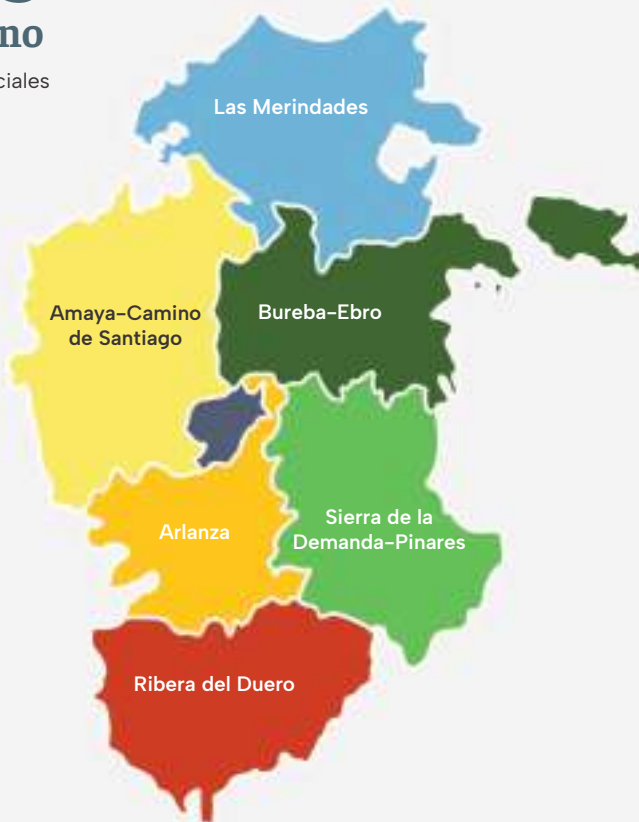 no
ciales
Las Merindades
Amaya-Camino
de Santiago
Bureba-Ebro
Arlanza
Sierra de la
Demanda-Pinares
Ribera del Duero